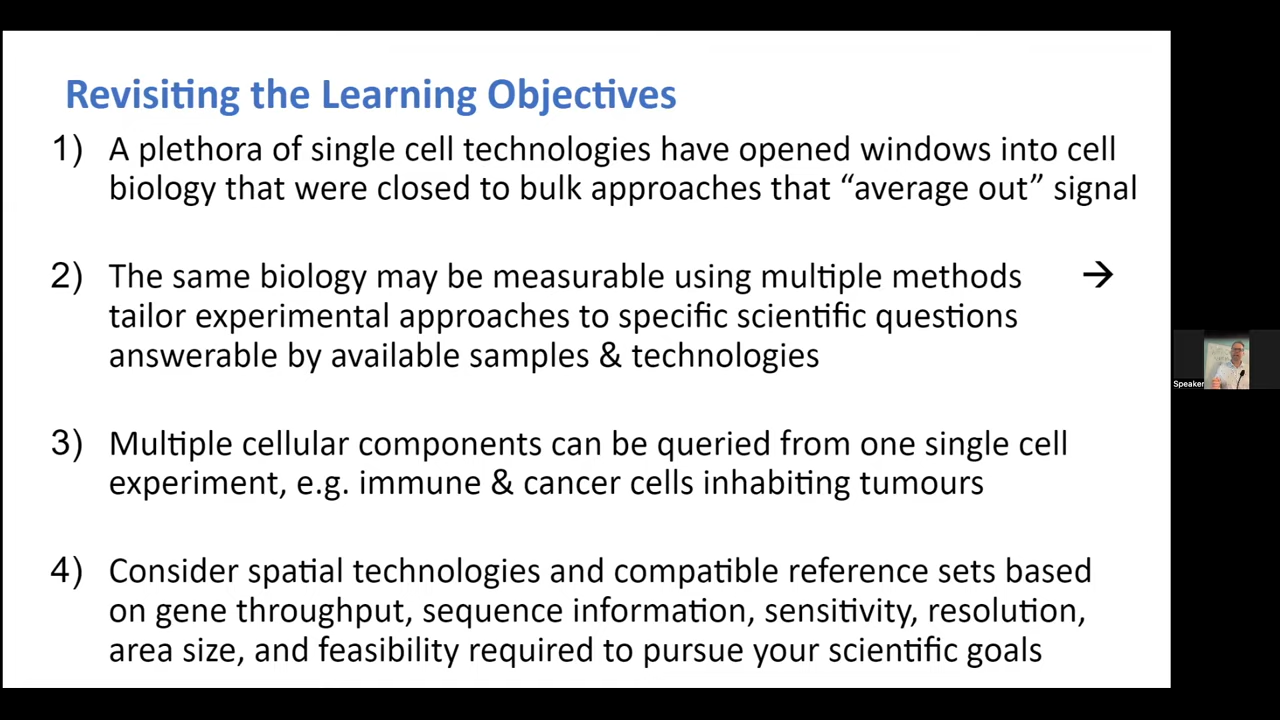 Revisiting the Learning Objectives
1) A plethora of single cell technologies have opened windows into cell
biology that were closed to bulk approaches that “average out” signal
2) The same biology may be measurable using multiple methods →
tailor experimental approaches to specific scientific questions
answerable by available samples & technologies
3) Multiple cellular components can be queried from one single cell
experiment, e.g. immune & cancer cells inhabiting tumours
4) Consider spatial technologies and compatible reference sets based
on gene throughput, sequence information, sensitivity, resolution,
area size, and feasibility required to pursue your scientific goals
Speaker